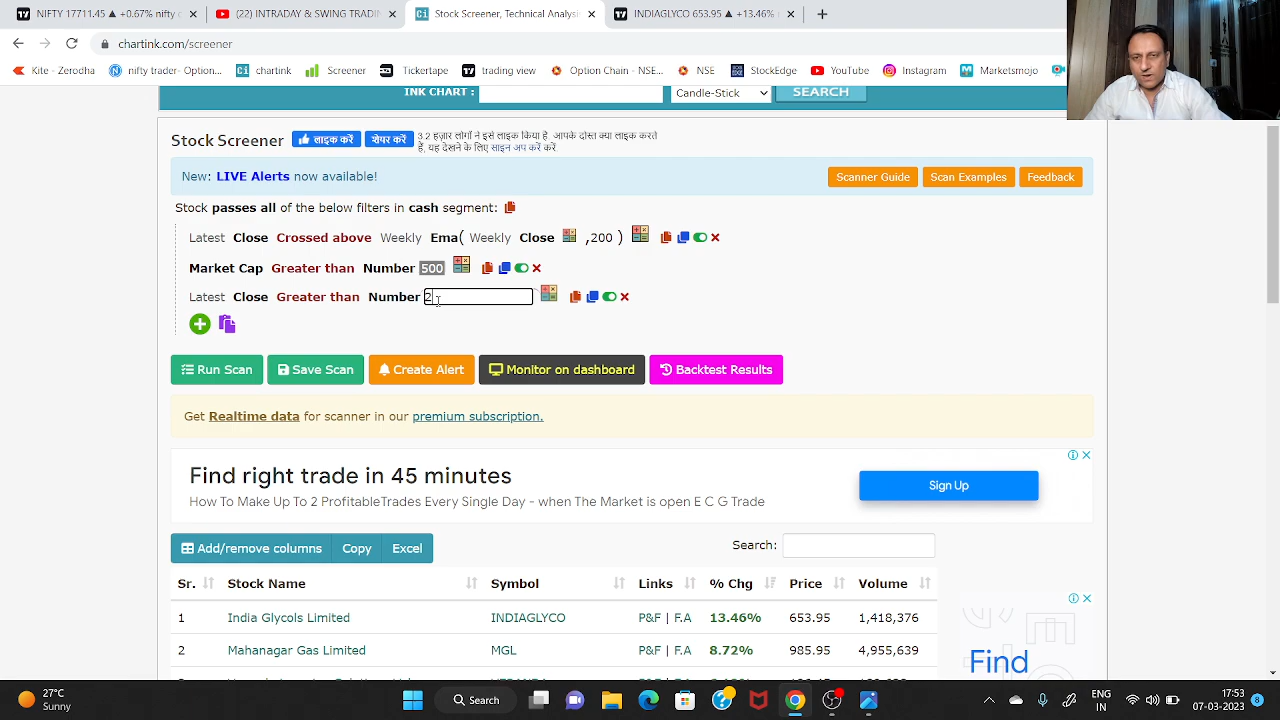 NIFTY 17711.45 ▲ +0.67% nifty
(22) INTRADAY & SWING TRADIN
Stock Screener, Technical Analysis
INDIAGLYCO 653.95 ▲ +13.46%
chartink.com/screener
Kite - Zerodha
nifty trader- Option...
chartink
Screener
Tickertape
trading view
Option Chain - NSE...
NSE
StockEdge
YouTube
Instagram
Marketsmojo
INK CHART :
Candle-Stick
SEARCH
Stock Screener
लाइक करें
शेयर करें
3.2 हज़ार लोगों ने इसे लाइक किया है. आपके दोस्त क्या लाइक करते
हैं, यह देखने के लिए साइन अप करें करें
New: LIVE Alerts now available!
Scanner Guide
Scan Examples
Feedback
Stock passes all of the below filters in cash segment:
Latest Close Crossed above Weekly Ema( Weekly Close ,200 )
Market Cap Greater than Number 500
Latest Close Greater than Number 2
Run Scan
Save Scan
Create Alert
Monitor on dashboard
Backtest Results
Get Realtime data for scanner in our premium subscription.
Find right trade in 45 minutes
How To Make Up To 2 ProfitableTrades Every Single Day - when The Market is open E C G Trade
Sign Up
Add/remove columns
Copy
Excel
Search:
Sr. Stock Name Symbol Links % Chg Price Volume
1 India Glycols Limited INDIAGLYCO P&F | F.A 13.46% 653.95 1,418,376
2 Mahanagar Gas Limited MGL P&F | F.A 8.72% 985.95 4,955,639
Find
27°C
Sunny
Search
ENG
IN
17:53
07-03-2023
8